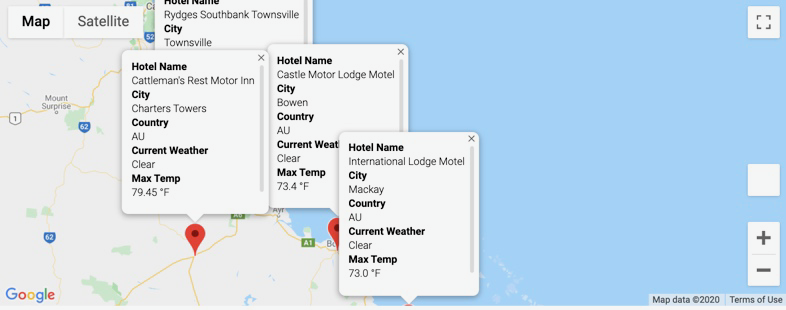 Map
Satellite
Hotel Name
Rydges Southbank Townsville
City
Townsville
Hotel Name
Cattleman's Rest Motor Inn
City
Charters Towers
Country
AU
Current Weather
Clear
Max Temp
79.45 °F
Hotel Name
Castle Motor Lodge Motel
City
Bowen
Country
AU
Current Weat
Clear
Max Temp
73.4 °F
Hotel Name
International Lodge Motel
City
Mackay
Country
AU
Current Weather
Clear
Max Temp
73.0 °F
Mount
Surprise
1
62
62
Ayr
A1
Google
Map data ©2020
Terms of Use